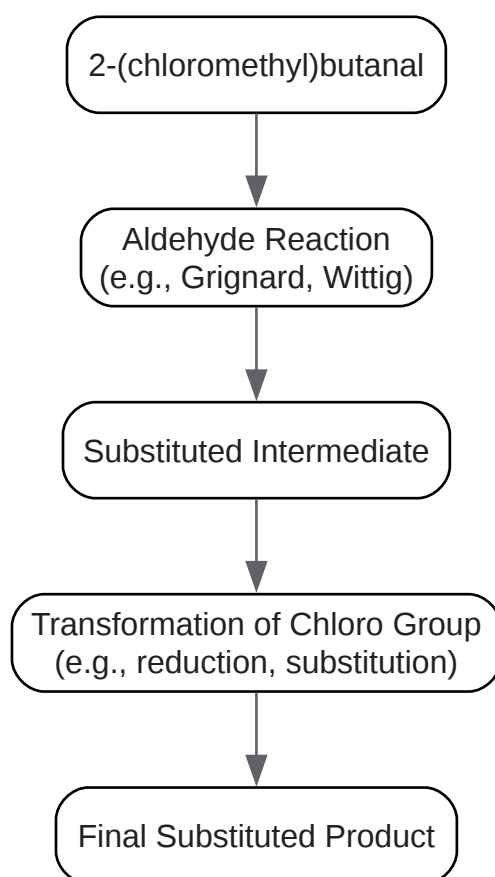 2-(chloromethyl)butanal
Aldehyde Reaction
(e.g., Grignard, Wittig)
Substituted Intermediate
Transformation of Chloro Group
(e.g., reduction, substitution)
Final Substituted Product